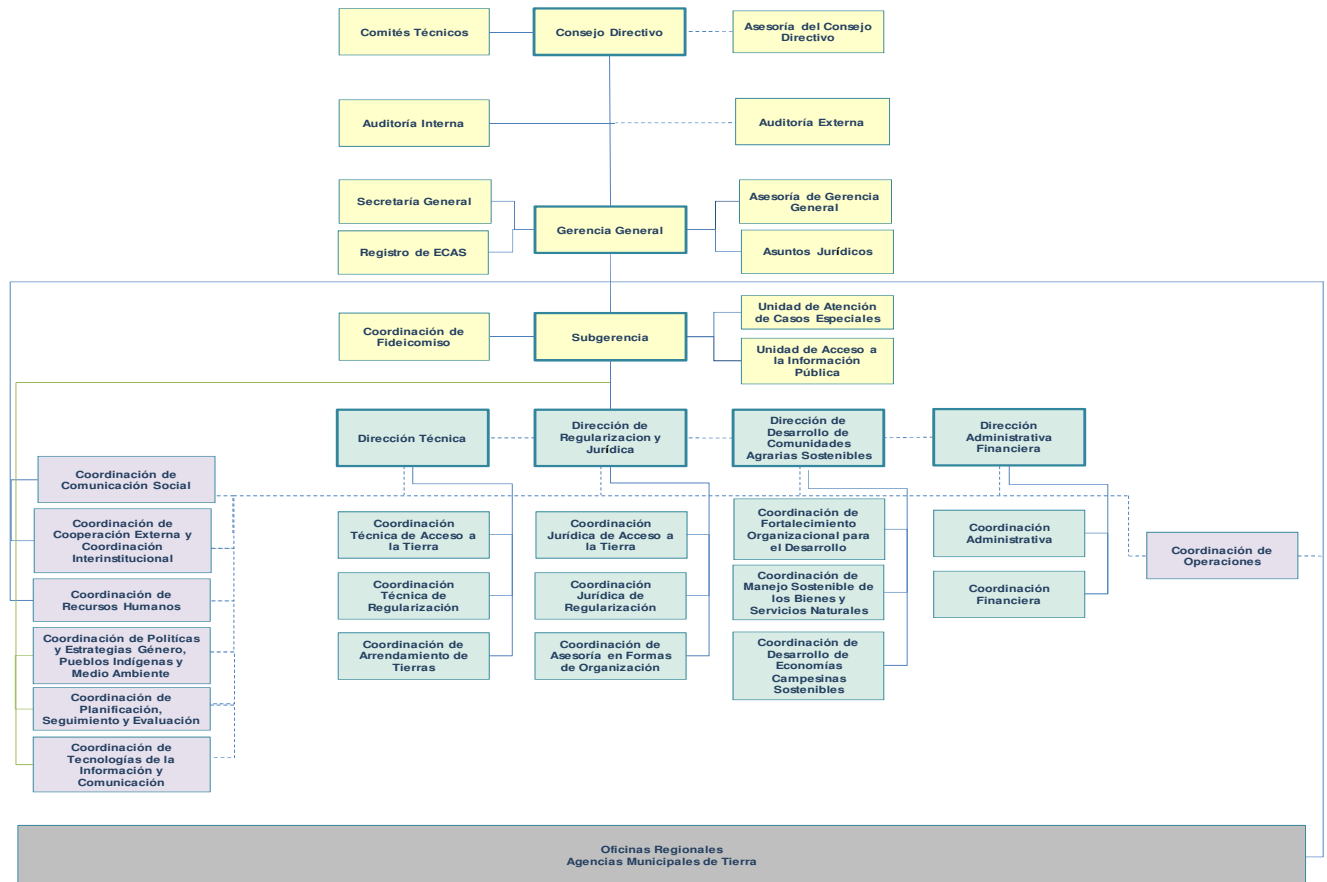 Comités Técnicos
Consejo Directivo
Asesoría del Consejo
Directivo
Auditoría Interna
Auditoría Externa
Secretaría General
Asesoría de Gerencia
General
Gerencia General
Registro de ECAS
Asuntos Jurídicos
Unidad de Atención
de Casos Especiales
Coordinación de
Fideicomiso
Subgerencia
Unidad de Acceso a
la Información
Pública
Dirección Técnica
Dirección de
Regularizacion y
Jurídica
Dirección de
Desarrollo de
Comunidades
Agrarias Sostenibles
Dirección
Administrativa
Financiera
Coordinación de
Comunicación Social
Coordinación de
Cooperación Externa y
Coordinación
Interinstitucional
Coordinación de
Recursos Humanos
Coordinación de Politícas
y Estrategias Género,
Pueblos Indígenas y
Medio Ambiente
Coordinación de
Planificación,
Seguimiento y Evaluación
Coordinación de
Tecnologías de la
Información y
Comunicación
Coordinación
Técnica de Acceso a
la Tierra
Coordinación
Técnica de
Regularización
Coordinación de
Arrendamiento de
Tierras
Coordinación
Jurídica de Acceso a
la Tierra
Coordinación
Jurídica de
Regularización
Coordinación de
Asesoría en Formas
de Organización
Coordinación de
Fortalecimiento
Organizacional para
el Desarrollo
Coordinación de
Manejo Sostenible de
los Bienes y
Servicios Naturales
Coordinación de
Desarrollo de
Economías
Campesinas
Sostenibles
Coordinación
Administrativa
Coordinación
Financiera
Coordinación de
Operaciones
Oficinas Regionales
Agencias Municipales de Tierra